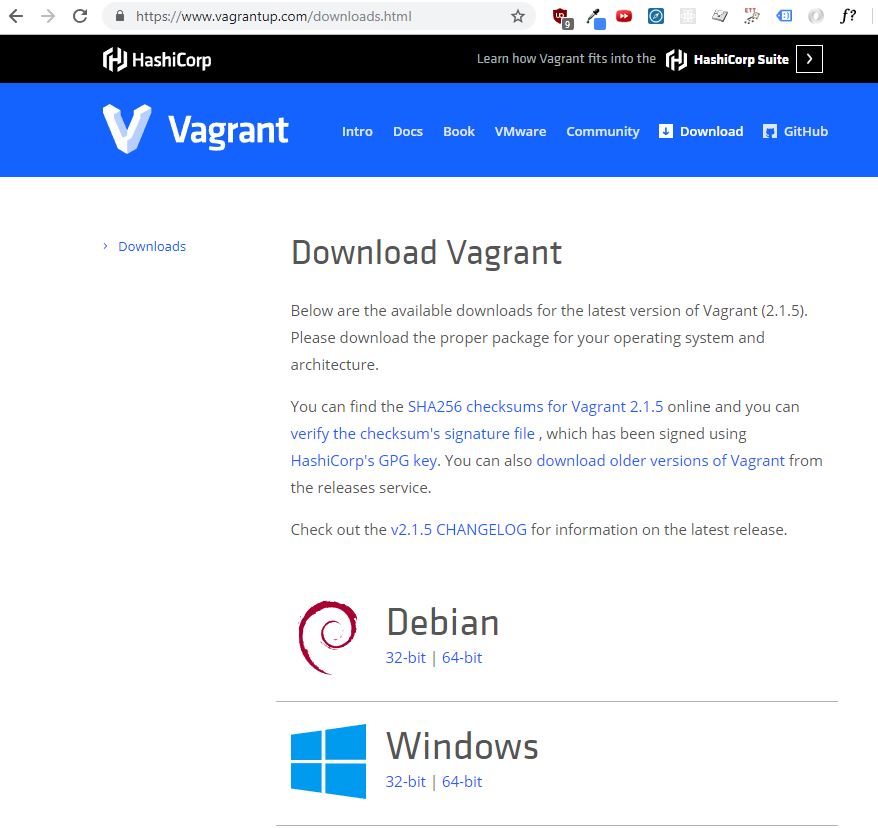 https://www.vagrantup.com/downloads.html
9
ETT
f?
HashiCorp
Learn how Vagrant fits into the HashiCorp Suite
Vagrant
Intro Docs Book VMware Community Download GitHub
Downloads
Download Vagrant
Below are the available downloads for the latest version of Vagrant (2.1.5).
Please download the proper package for your operating system and
architecture.
You can find the SHA256 checksums for Vagrant 2.1.5 online and you can
verify the checksum's signature file , which has been signed using
HashiCorp's GPG key. You can also download older versions of Vagrant from
the releases service.
Check out the v2.1.5 CHANGELOG for information on the latest release.
Debian
32-bit | 64-bit
Windows
32-bit | 64-bit